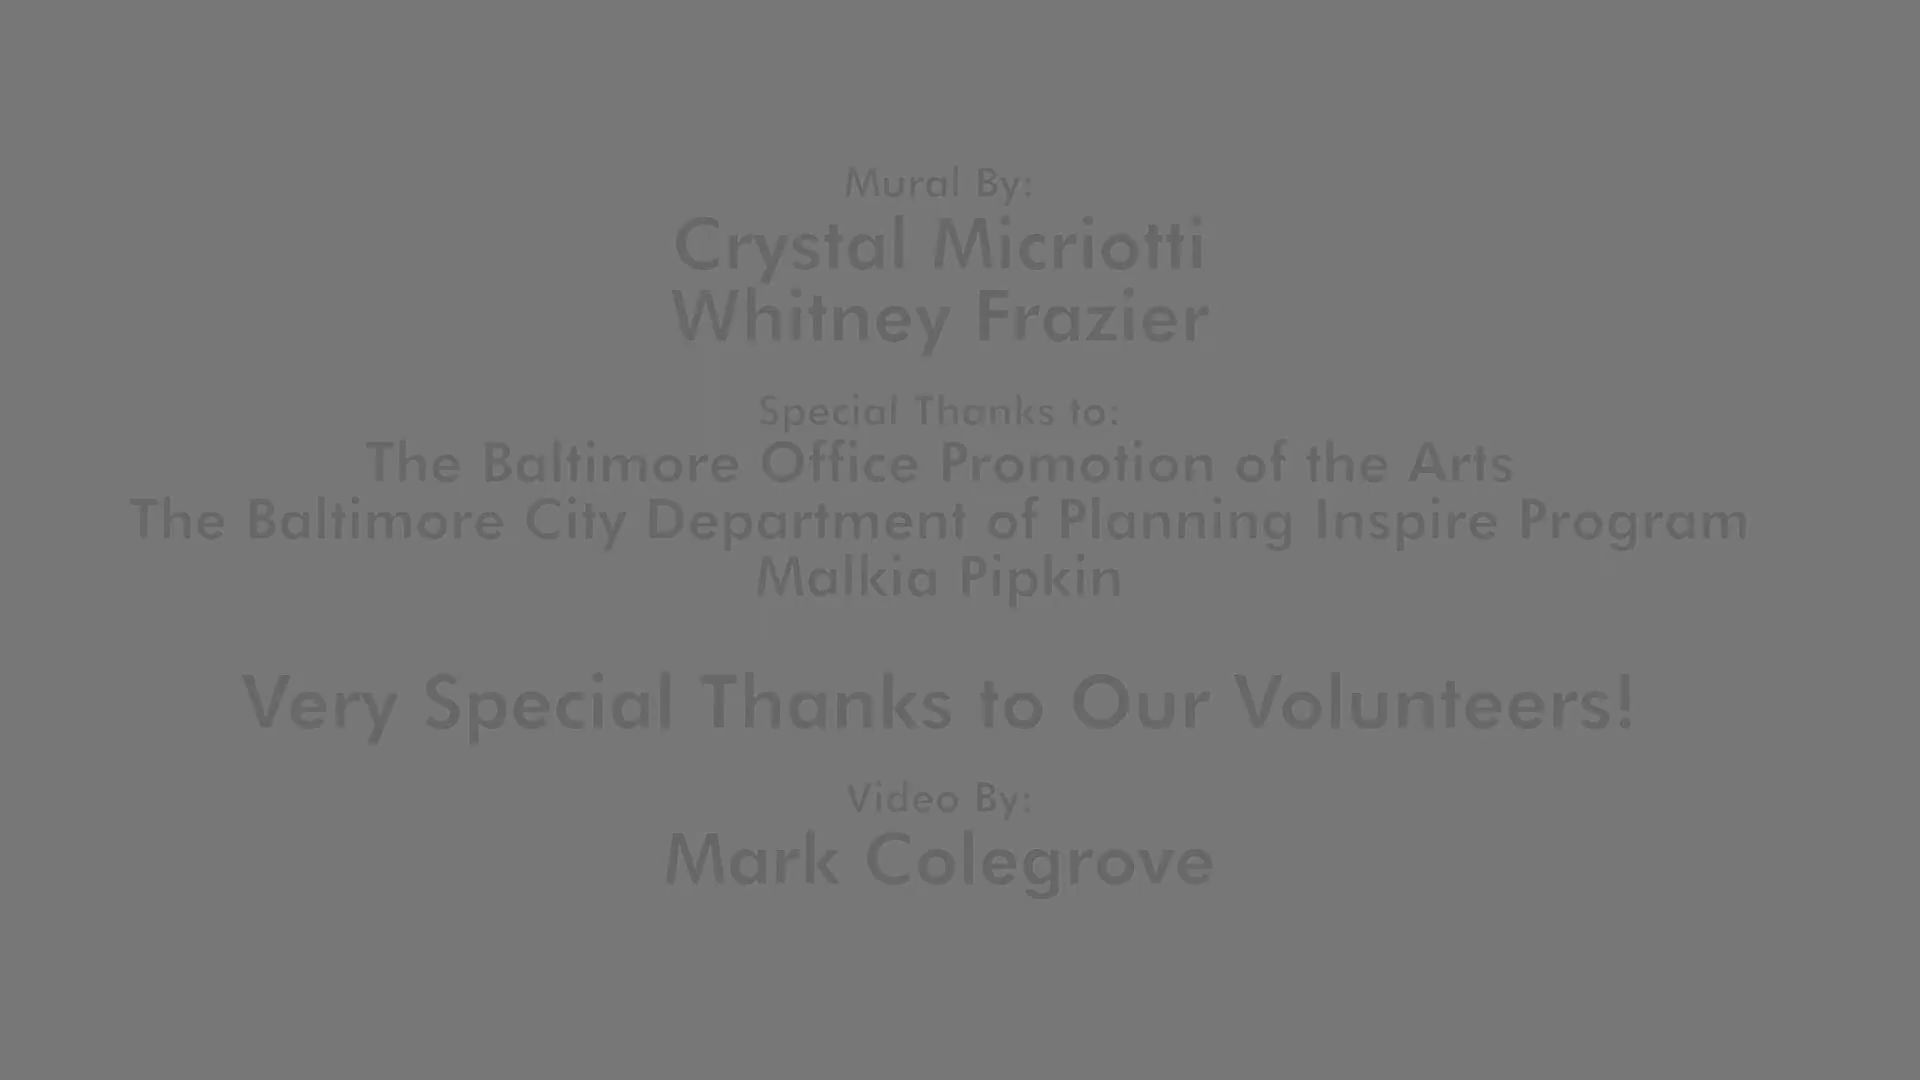 Mural By:
Crystal Micriotti
Whitney Frazier
Special Thanks to:
The Baltimore Office Promotion of the Arts
The Baltimore City Department of Planning Inspire Program
Malkia Pipkin
Very Special Thanks to Our Volunteers!
Video By:
Mark Colegrove